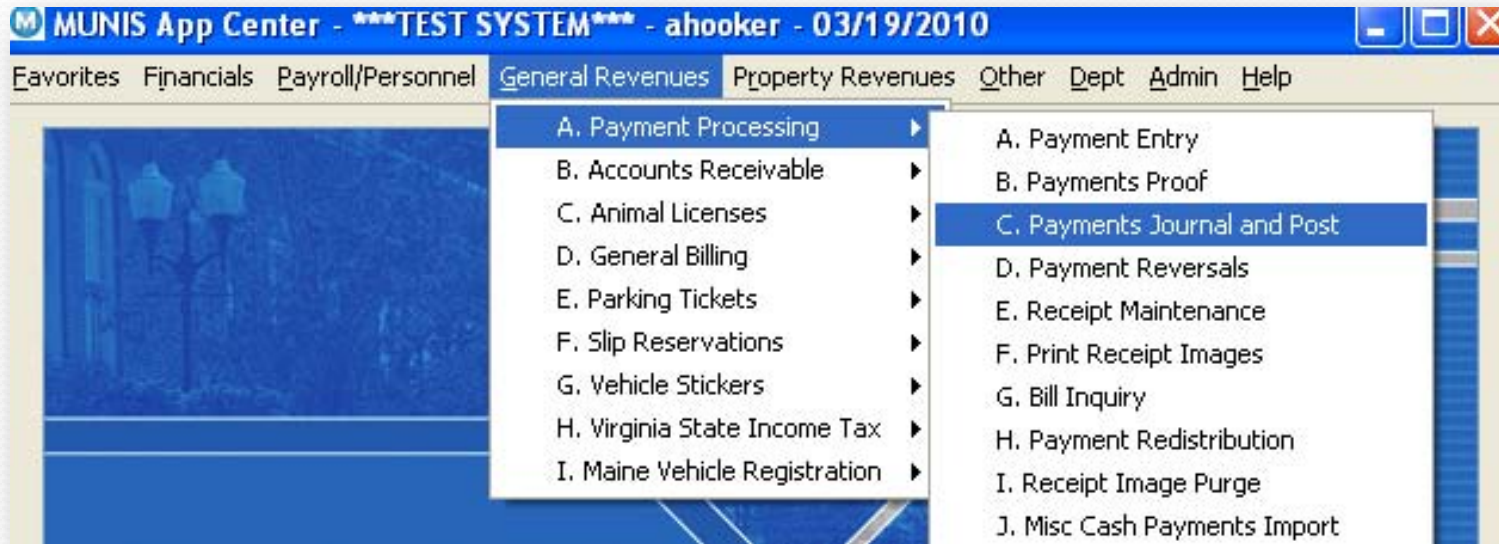 MUNIS App Center - ***TEST SYSTEM*** - ahooker - 03/19/2010
Favorites Financials Payroll/Personnel General Revenues Property Revenues Other Dept Admin Help
A. Payment Processing
B. Accounts Receivable
C. Animal Licenses
D. General Billing
E. Parking Tickets
F. Slip Reservations
G. Vehicle Stickers
H. Virginia State Income Tax
I. Maine Vehicle Registration
A. Payment Entry
B. Payments Proof
C. Payments Journal and Post
D. Payment Reversals
E. Receipt Maintenance
F. Print Receipt Images
G. Bill Inquiry
H. Payment Redistribution
I. Receipt Image Purge
J. Misc Cash Payments Import